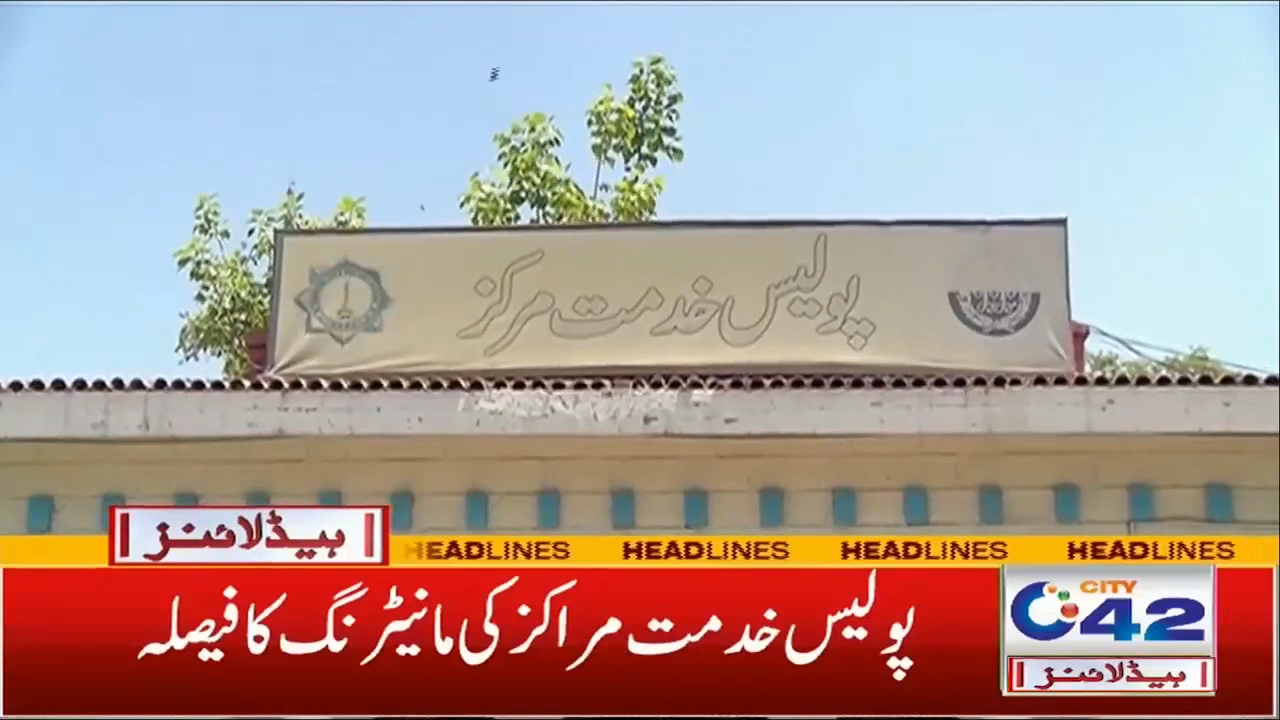 پولیس خدمت مرکز
ہیڈلائنز
HEADLINES HEADLINES HEADLINES HEADLINES
پولیس خدمت مراکز کی مانیٹرنگ کا فیصلہ
CITY
42
ہیڈلائنز